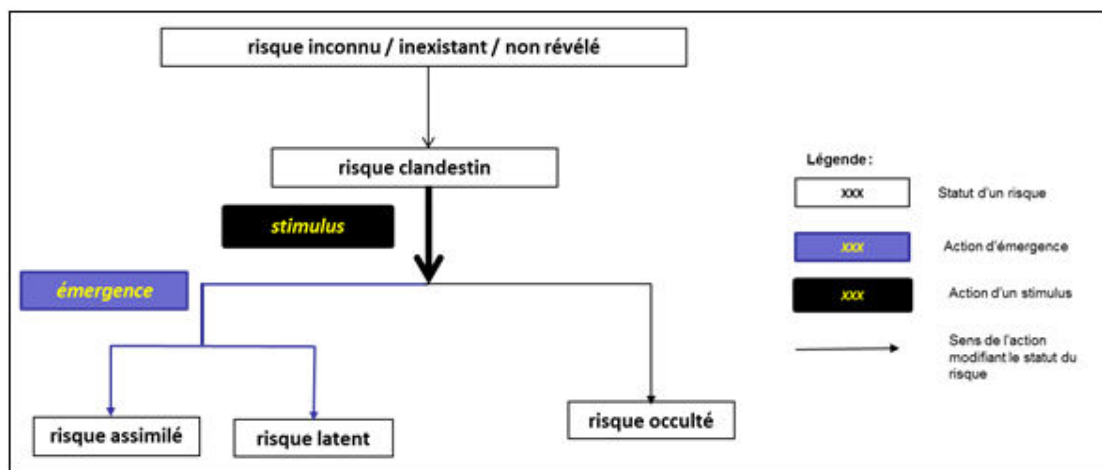 risque inconnu / inexistant / non révélé
risque clandestin
stimulus
émergence
risque assimilé
risque latent
risque occulté
Légende :
xxx
Statut d'un risque
xxx
Action d'émergence
xxx
Action d'un stimulus
Sens de l'action
modifiant le statut du
risque